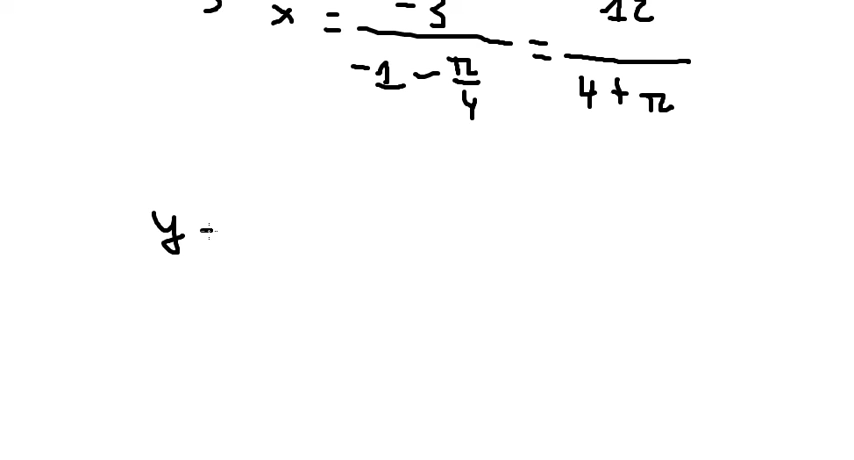 x = -3 / (-1 - π/4) = 12 / (4 + π)
y -